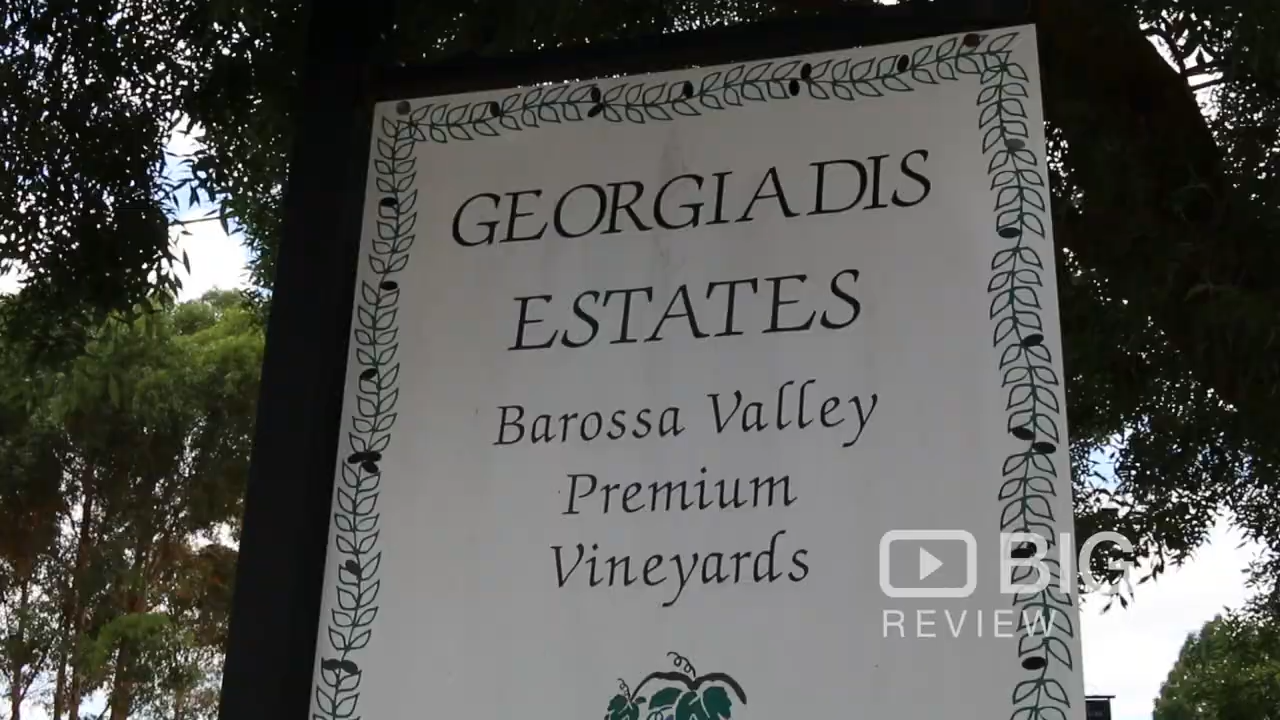 GEORGIADIS
ESTATES
Barossa Valley
Premium
Vineyards
BIG
REVIEW